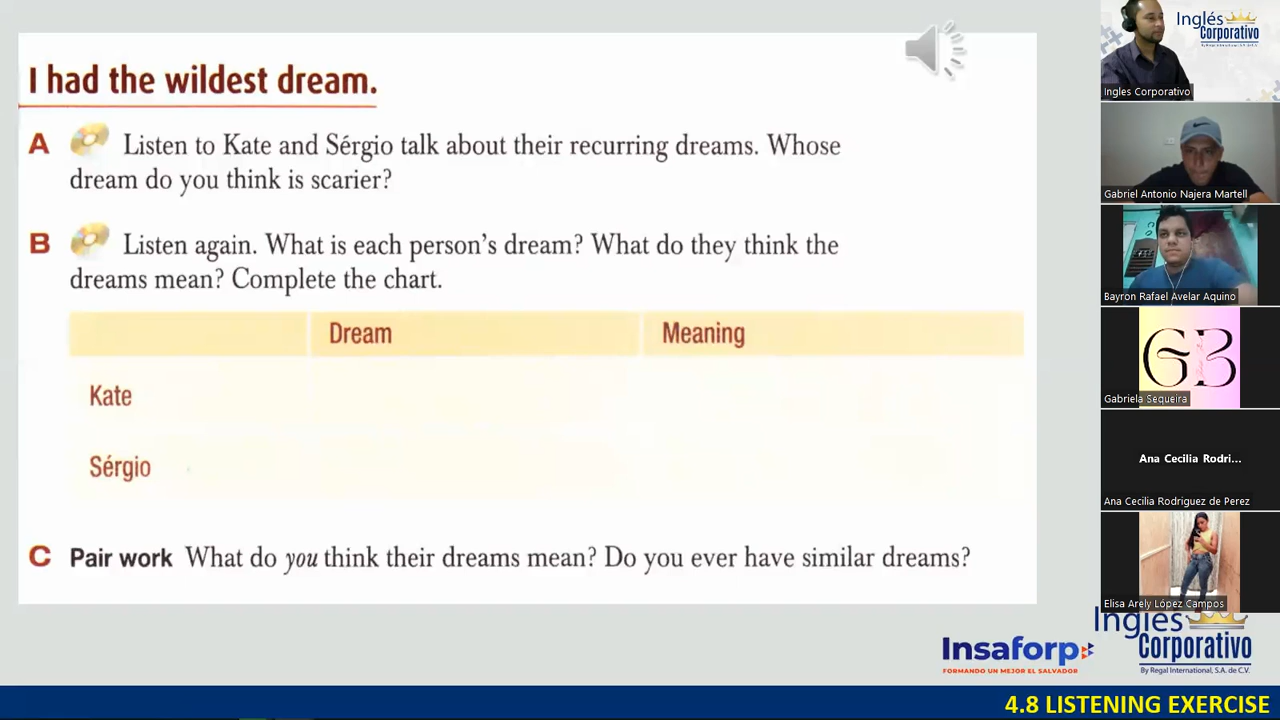 I had the wildest dream.
A Listen to Kate and Sérgio talk about their recurring dreams. Whose
dream do you think is scarier?
B Listen again. What is each person's dream? What do they think the
dreams mean? Complete the chart.
Dream Meaning
Kate
Sérgio
C Pair work What do you think their dreams mean? Do you ever have similar dreams?
Inglés
Corporativo
By Regal International, S.A. de C.V.
Ingles Corporativo
Gabriel Antonio Najera Martell
Bayron Rafael Avelar Aquino
GB
Gabriela Sequeira
Ana Cecilia Rodri...
Ana Cecilia Rodriguez de Perez
Elisa Arely López Campos
Insaforp
FORMANDO UN MEJOR EL SALVADOR
Inglés
Corporativo
By Regal International, S.A. de C.V.
4.8 LISTENING EXERCISE